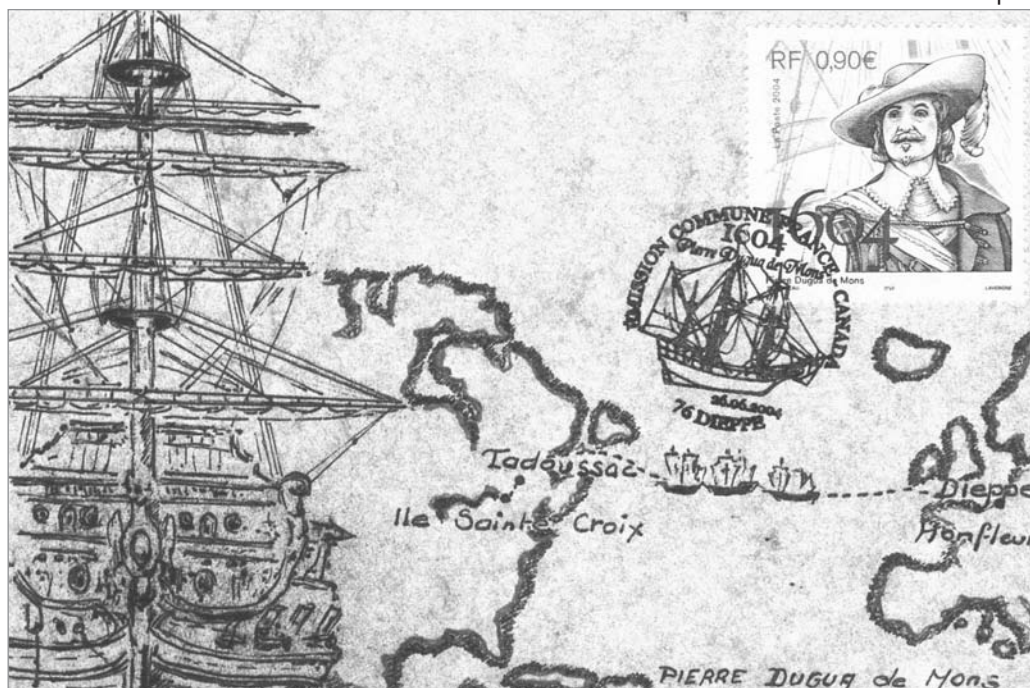 RF 0,90€
La Poste 2004
1604
Pierre Dugua de Mons
LAVERGNE
ÉMISSION COMMUNE FRANCE - CANADA
1604
Pierre Dugua de Mons
26.06.2004
76 DIEPPE
Tadoussac
Dieppe
Ile Sainte Croix
Honfleur
PIERRE DUGUA de Mons